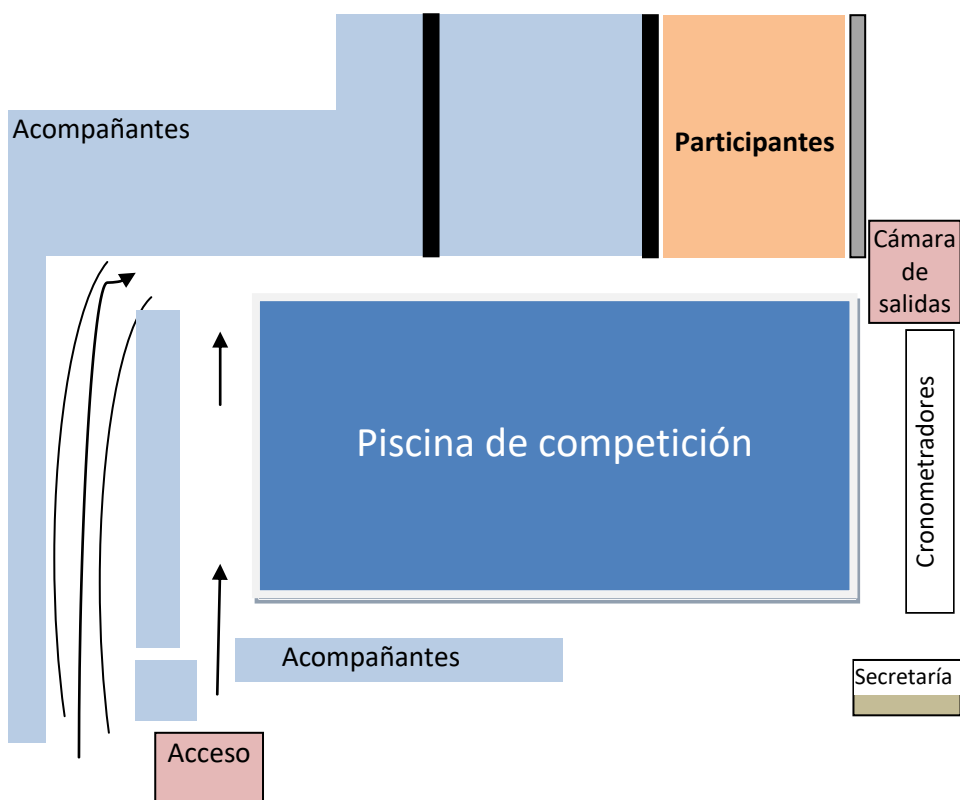 Acompañantes
Participantes
Cámara
de
salidas
Piscina de competición
Cronometradores
Acompañantes
Secretaría
Acceso